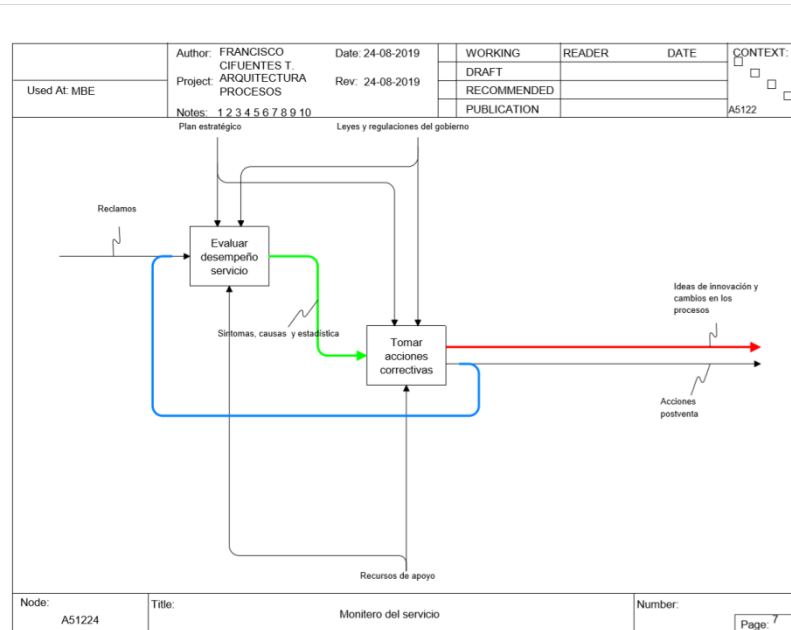 Used At: MBE
Author: FRANCISCO
CIFUENTES T.
Date: 24-08-2019
Project: ARQUITECTURA
PROCESOS
Rev: 24-08-2019
Notes: 1 2 3 4 5 6 7 8 9 10
WORKING
DRAFT
RECOMMENDED
PUBLICATION
READER DATE
CONTEXT:
A5122
Plan estratégico
Leyes y regulaciones del gobierno
Reclamos
Evaluar
desempeño
servicio
Sintomas, causas y estadística
Tomar
acciones
correctivas
Ideas de innovación y
cambios en los
procesos
Acciones
postventa
Recursos de apoyo
Node:
A51224
Title:
Monitero del servicio
Number:
Page: 7